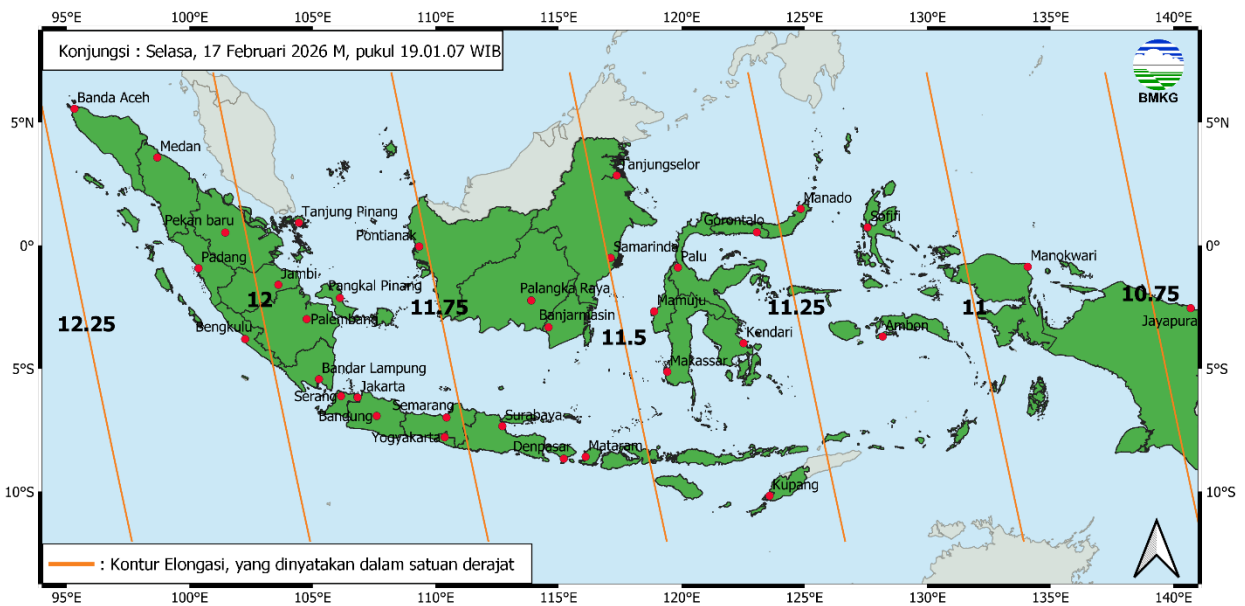 95°E 100°E 105°E 110°E 115°E 120°E 125°E 130°E 135°E 140°E
Konjungsi : Selasa, 17 Februari 2026 M, pukul 19.01.07 WIB
BMKG
Banda Aceh
5°N 5°N
Medan
Tanjungselor
Manado
Tanjung Pinang
Sofifi
Pekan baru
Gorontalo
Pontianak
0° 0°
Samarinda
Manokwari
Padang
Palu
Jambi
Pangkal Pinang
Palangka Raya
12
11.75
11.25
11
10.75
Mamuju
12.25
Palembang
Banjarmasin
Jayapura
Bengkulu
11.5
Ambon
Kendari
5°S 5°S
Bandar Lampung
Makassar
Serang
Jakarta
Semarang
Bandung
Surabaya
Yogyakarta
Denpasar
Mataram
10°S 10°S
Kupang
: Kontur Elongasi, yang dinyatakan dalam satuan derajat
95°E 100°E 105°E 110°E 115°E 120°E 125°E 130°E 135°E 140°E